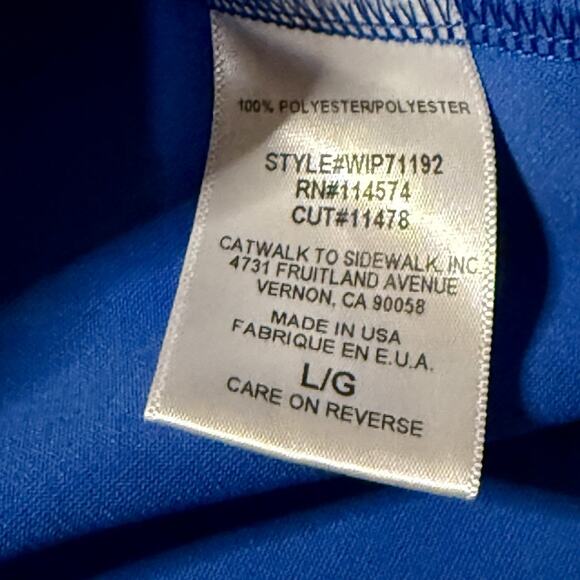 100% POLYESTER/POLYESTER
STYLE#WIP71192
RN#114574
CUT#11478
CATWALK TO SIDEWALK, INC
4731 FRUITLAND AVENUE
VERNON, CA 90058
MADE IN USA
FABRIQUE EN E.U.A.
L/G
CARE ON REVERSE